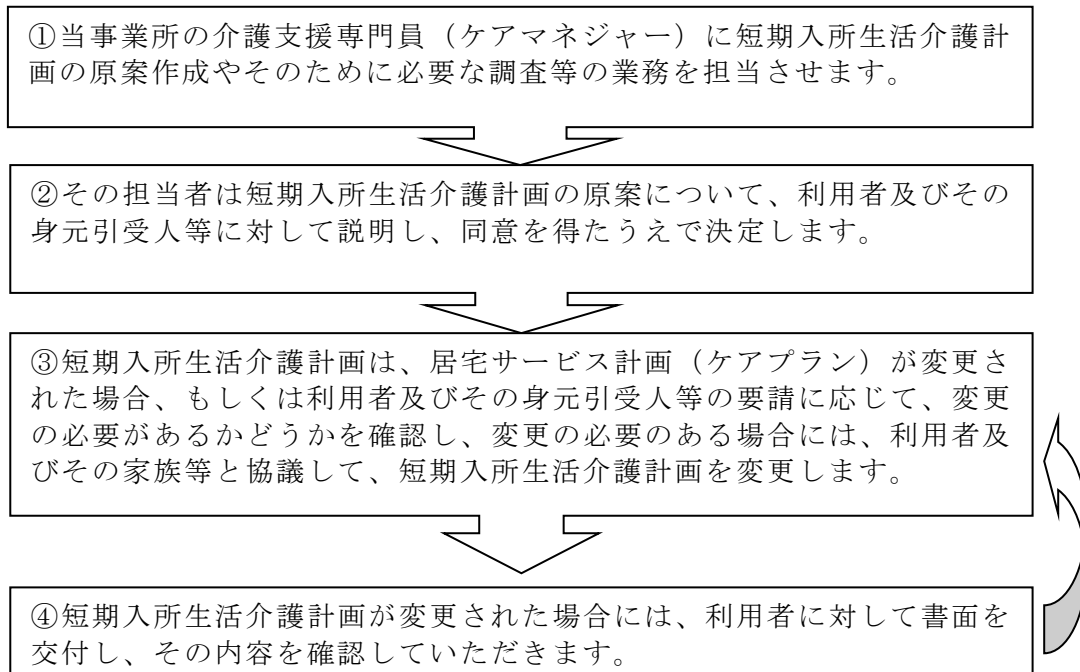 ①当事業所の介護支援専門員（ケアマネジャー）に短期入所生活介護計
画の原案作成やそのために必要な調査等の業務を担当させます。
②その担当者は短期入所生活介護計画の原案について、利用者及びその
身元引受人等に対して説明し、同意を得たうえで決定します。
③短期入所生活介護計画は、居宅サービス計画（ケアプラン）が変更さ
れた場合、もしくは利用者及びその身元引受人等の要請に応じて、変更
の必要があるかどうかを確認し、変更の必要のある場合には、利用者及
びその家族等と協議して、短期入所生活介護計画を変更します。
④短期入所生活介護計画が変更された場合には、利用者に対して書面を
交付し、その内容を確認していただきます。